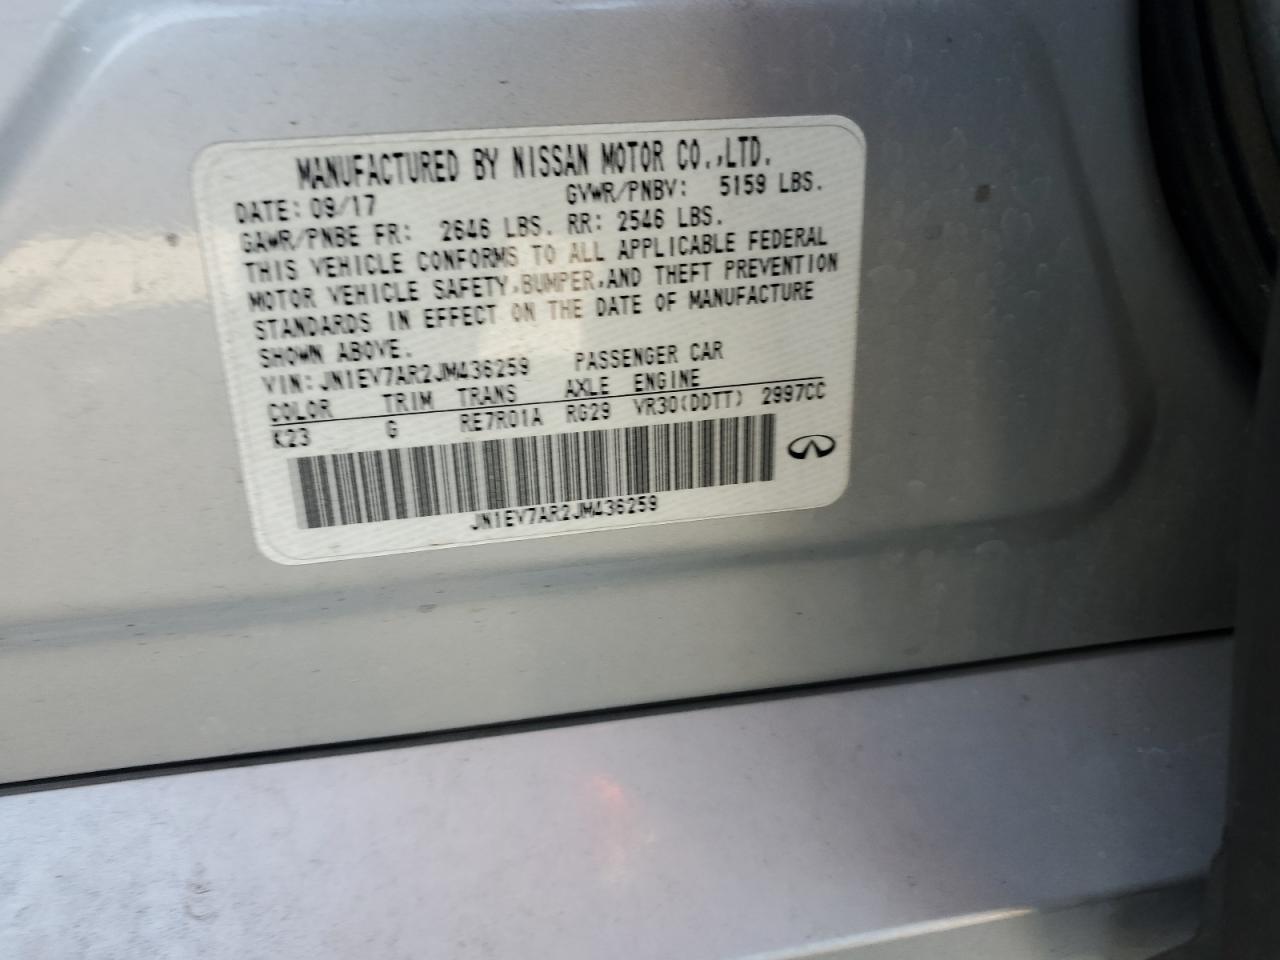 MANUFACTURED BY NISSAN MOTOR CO.,LTD.
DATE: 09/17 GVWR/PNBV: 5159 LBS.
GAWR/PNBE FR: 2646 LBS. RR: 2546 LBS.
THIS VEHICLE CONFORMS TO ALL APPLICABLE FEDERAL
MOTOR VEHICLE SAFETY,BUMPER,AND THEFT PREVENTION
STANDARDS IN EFFECT ON THE DATE OF MANUFACTURE
SHOWN ABOVE.
VIN: JN1EV7AR2JM436259 PASSENGER CAR
COLOR TRIM TRANS AXLE ENGINE
K23 G RE7R01A RG29 VR30(DDTT) 2997CC
JN1EV7AR2JM436259